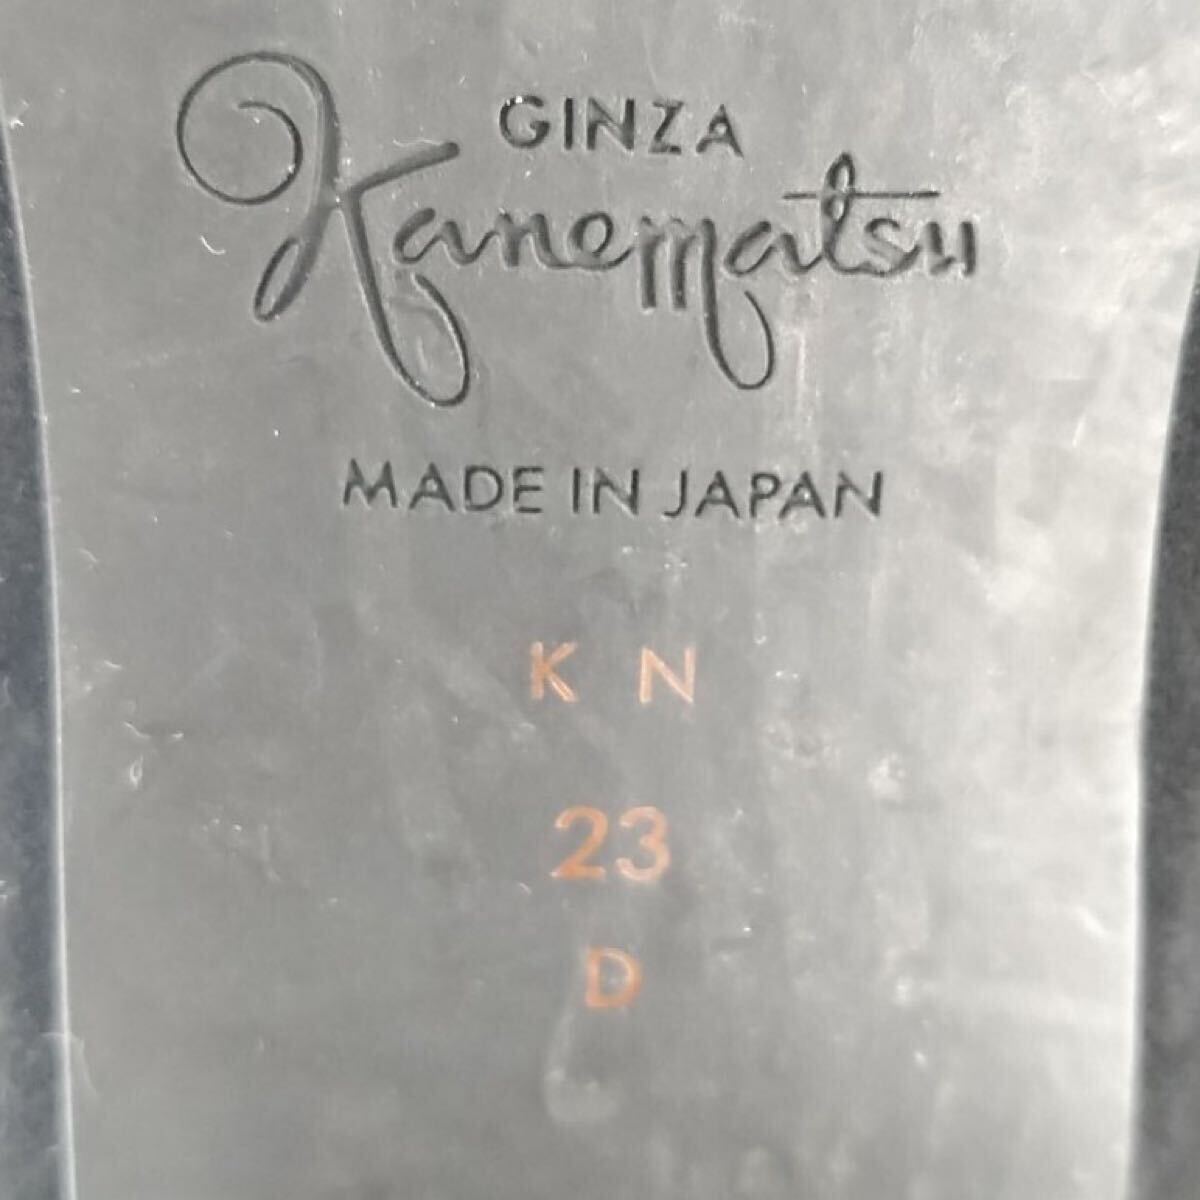 GINZA
Kanematsu
MADE IN JAPAN
K N
23
D